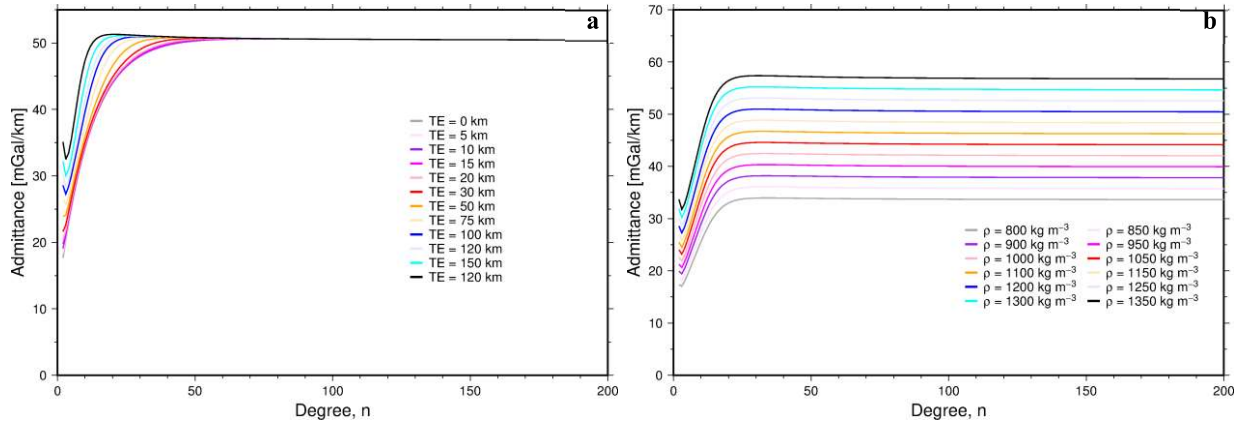 a
50
40
30
20
10
0
Admittance [mGal/km]
TE = 0 km
TE = 5 km
TE = 10 km
TE = 15 km
TE = 20 km
TE = 30 km
TE = 50 km
TE = 75 km
TE = 100 km
TE = 120 km
TE = 150 km
TE = 120 km
0 50 100 150 200
Degree, n
b
70
60
50
40
30
20
10
0
Admittance [mGal/km]
ρ = 800 kg m⁻³ ρ = 850 kg m⁻³
ρ = 900 kg m⁻³ ρ = 950 kg m⁻³
ρ = 1000 kg m⁻³ ρ = 1050 kg m⁻³
ρ = 1100 kg m⁻³ ρ = 1150 kg m⁻³
ρ = 1200 kg m⁻³ ρ = 1250 kg m⁻³
ρ = 1300 kg m⁻³ ρ = 1350 kg m⁻³
0 50 100 150 200
Degree, n